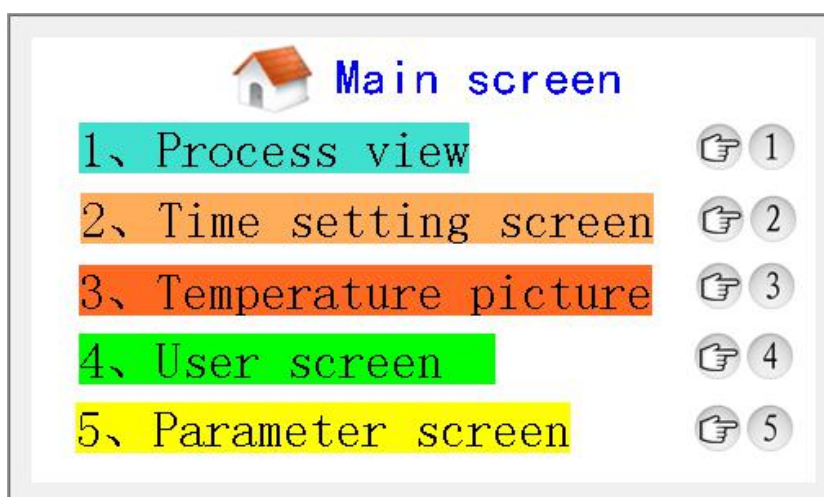 Main screen
1、Process view 1
2、Time setting screen 2
3、Temperature picture 3
4、User screen 4
5、Parameter screen 5